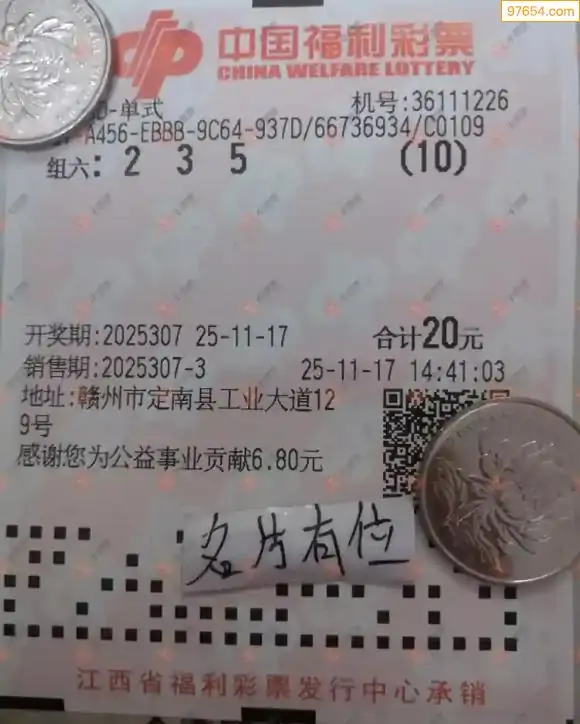 97654.com
中国福利彩票
CHINA WELFARE LOTTERY
D-单式 机号:36111226
A456-EBBB-9C64-937D/66736934/C0109
组六: 2 3 5 (10)
开奖期:2025307 25-11-17 合计20元
销售期:2025307-3 25-11-17 14:41:03
地址:赣州市定南县工业大道12
9号
感谢您为公益事业贡献6.80元
名片有位
江西省福利彩票发行中心承销